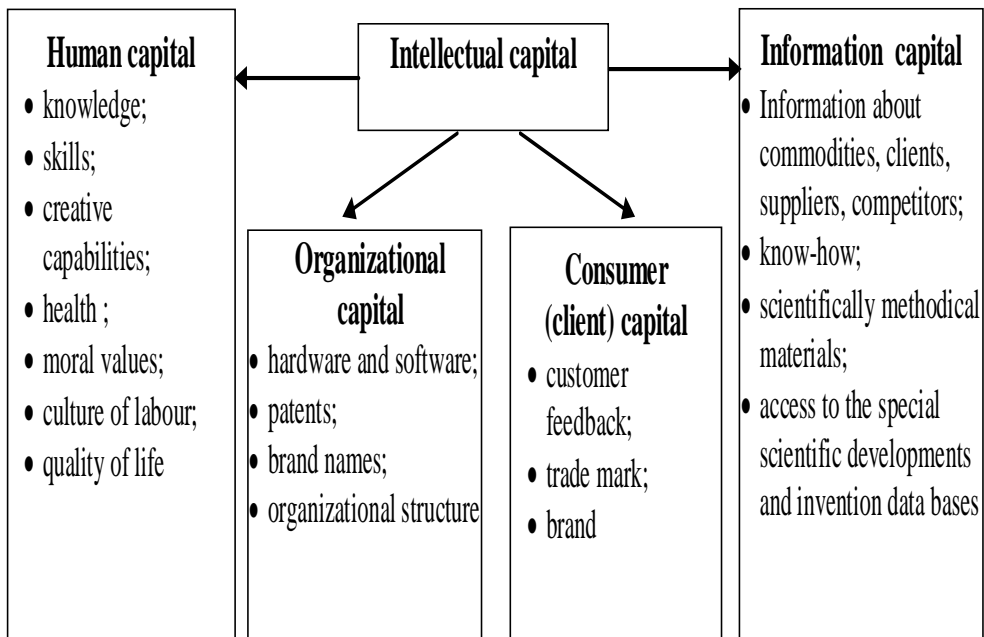 Intellectual capital
Human capital
• knowledge;
• skills;
• creative
capabilities;
• health ;
• moral values;
• culture of labour;
• quality of life
Organizational
capital
• hardware and software;
• patents;
• brand names;
• organizational structure
Consumer
(client) capital
• customer
feedback;
• trade mark;
• brand
Information capital
• Information about
commodities, clients,
suppliers, competitors;
• know-how;
• scientifically methodical
materials;
• access to the special
scientific developments
and invention data bases